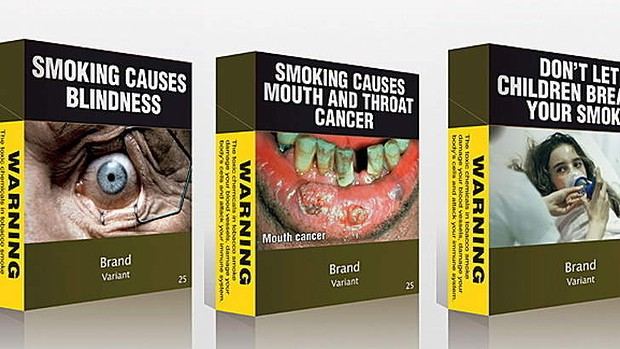 SMOKING CAUSES
BLINDNESS
WARNING
The toxic chemicals in tobacco smoke
Brand
Variant
25
SMOKING CAUSES
MOUTH AND THROAT
CANCER
WARNING
The toxic chemicals in tobacco smoke
damage your blood vessels, damage your
body's cells and attack your immune system.
Mouth cancer
Brand
Variant
25
DON'T LET
CHILDREN BREA
YOUR SMOK
WARNING
The toxic chemicals in tobacco smoke
damage your blood vessels, damage your
body's cells and attack your immune system.
Brand
Variant